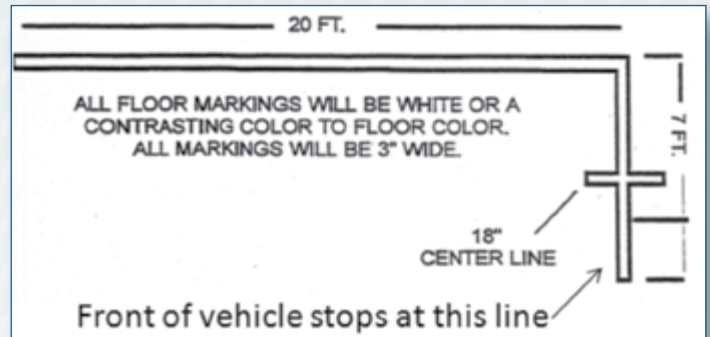 20 FT.
ALL FLOOR MARKINGS WILL BE WHITE OR A
CONTRASTING COLOR TO FLOOR COLOR.
ALL MARKINGS WILL BE 3" WIDE.
7 FT.
18"
CENTER LINE
Front of vehicle stops at this line